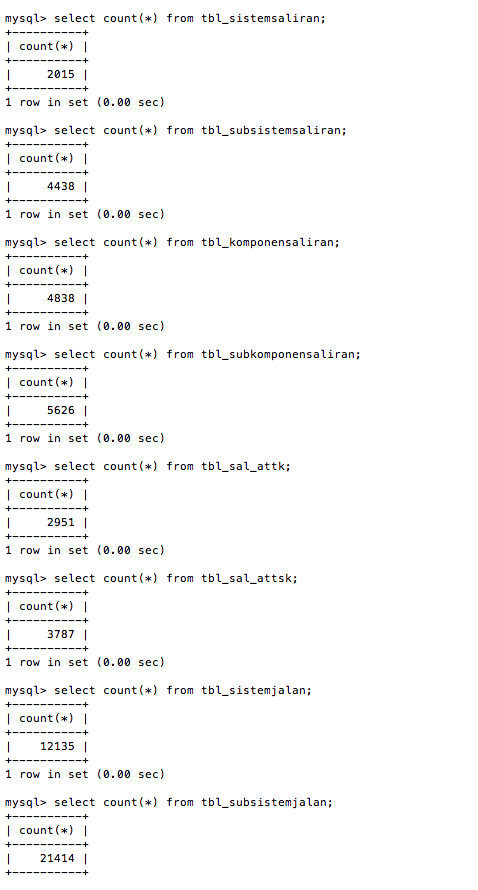 mysql> select count(*) from tbl_sistemsaliran;
+----------+
| count(*) |
+----------+
|     2015 |
+----------+
1 row in set (0.00 sec)

mysql> select count(*) from tbl_subsistemsaliran;
+----------+
| count(*) |
+----------+
|     4438 |
+----------+
1 row in set (0.00 sec)

mysql> select count(*) from tbl_komponensaliran;
+----------+
| count(*) |
+----------+
|     4838 |
+----------+
1 row in set (0.00 sec)

mysql> select count(*) from tbl_subkomponensaliran;
+----------+
| count(*) |
+----------+
|     5626 |
+----------+
1 row in set (0.00 sec)

mysql> select count(*) from tbl_sal_attk;
+----------+
| count(*) |
+----------+
|     2951 |
+----------+
1 row in set (0.00 sec)

mysql> select count(*) from tbl_sal_attsk;
+----------+
| count(*) |
+----------+
|     3787 |
+----------+
1 row in set (0.00 sec)

mysql> select count(*) from tbl_sistemjalan;
+----------+
| count(*) |
+----------+
|    12135 |
+----------+
1 row in set (0.00 sec)

mysql> select count(*) from tbl_subsistemjalan;
+----------+
| count(*) |
+----------+
|    21414 |
+----------+